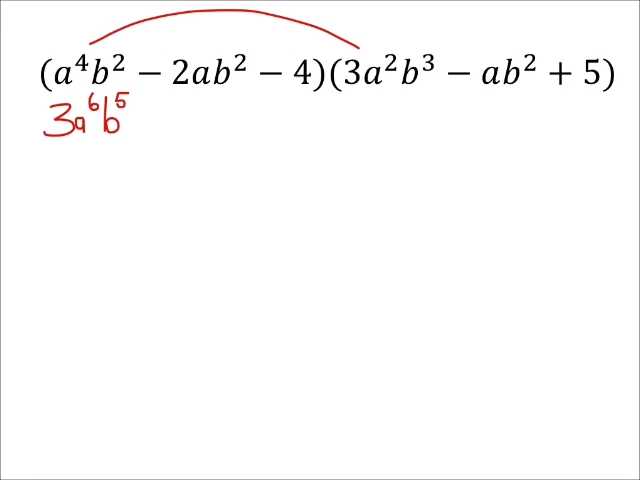 (a⁴b² − 2ab² − 4)(3a²b³ − ab² + 5)
3a⁶b⁵